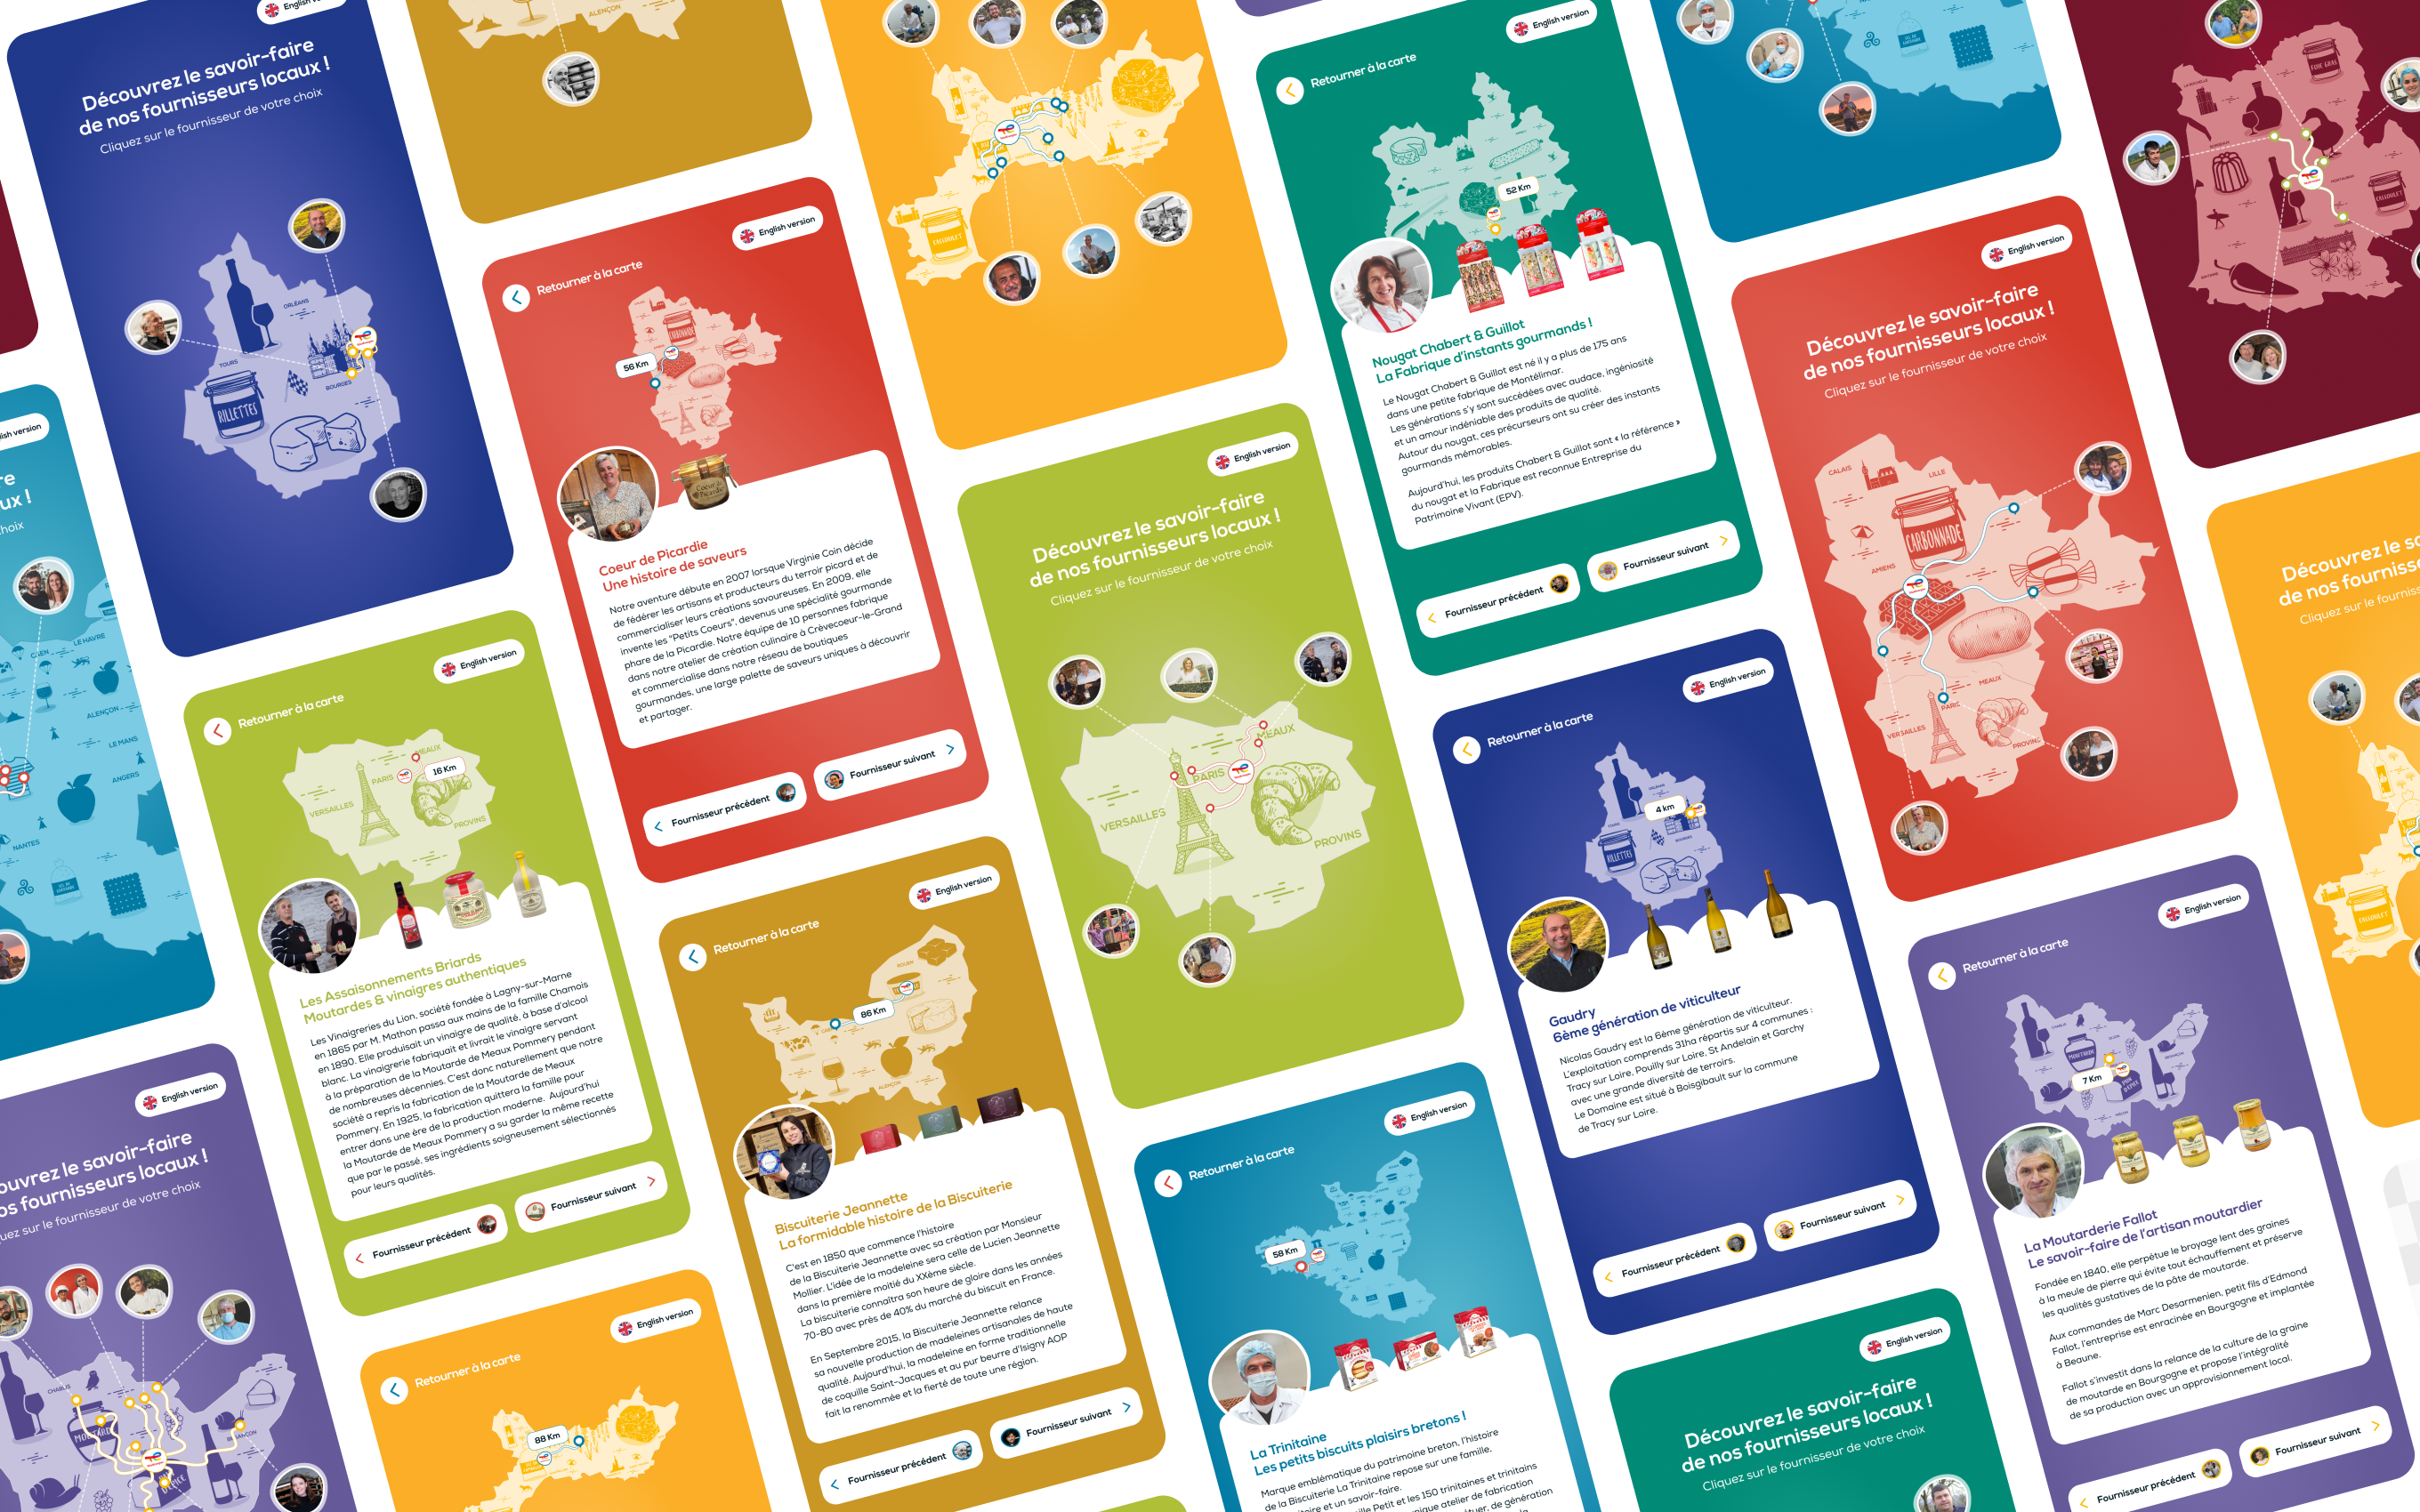 English
Découvrez le savoir-faire
de nos fournisseurs locaux !
Cliquez sur le fournisseur de votre choix
ORLÉANS
TOURS
BOURGES
RILLETTES
ALENÇON
English version
Retourner à la carte
CARBONNADE
56 Km
Coeur de Picardie
Coeur de Picardie
Une histoire de saveurs
Notre aventure débute en 2007 lorsque Virginie Coin décide
de fédérer les artisans et producteurs du terroir picard et de
commercialiser leurs créations savoureuses. En 2009, elle
invente les "Petits Coeurs", devenus une spécialité gourmande
phare de la Picardie. Notre équipe de 10 personnes fabrique
dans notre atelier de création culinaire à Crèvecoeur-le-Grand
et commercialise dans notre réseau de boutiques
gourmandes, une large palette de saveurs uniques à découvrir
et partager.
Fournisseur précédent
Fournisseur suivant
CASSOULET
English version
Retourner à la carte
52 Km
Nougat Chabert & Guillot
La Fabrique d'instants gourmands !
Le Nougat Chabert & Guillot est né il y a plus de 175 ans
dans une petite fabrique de Montélimar.
Les générations s'y sont succédées avec audace, ingéniosité
et un amour indéniable des produits de qualité.
Autour du nougat, ces précurseurs ont su créer des instants
gourmands mémorables.
Aujourd'hui, les produits Chabert & Guillot sont « la référence »
du nougat et la Fabrique est reconnue Entreprise du
Patrimoine Vivant (EPV).
Fournisseur précédent
Fournisseur suivant
FOIE GRAS
CASSOULET
English version
Découvrez le savoir-faire
de nos fournisseurs locaux !
Cliquez sur le fournisseur de votre choix
CALAIS
LILLE
CARBONNADE
AMIENS
MEAUX
PARIS
VERSAILLES
PROVINS
ish version
re
ux !
hoix
LE HAVRE
CAEN
ALENÇON
LE MANS
ANGERS
NANTES
English version
Retourner à la carte
MEAUX
PARIS
16 Km
VERSAILLES
PROVINS
Les Assaisonnements Briards
Moutardes & vinaigres authentiques
Les Vinaigreries du Lion, société fondée à Lagny-sur-Marne
en 1865 par M. Mathon passa aux mains de la famille Chamois
en 1890. Elle produisait un vinaigre de qualité, à base d'alcool
blanc. La vinaigrerie fabriquait et livrait le vinaigre servant
à la préparation de la Moutarde de Meaux Pommery pendant
de nombreuses décennies. C'est donc naturellement que notre
société a repris la fabrication de la Moutarde de Meaux
Pommery. En 1925, la fabrication quittera la famille pour
entrer dans une ère de la production moderne. Aujourd'hui
la Moutarde de Meaux Pommery a su garder la même recette
que par le passé, ses ingrédients soigneusement sélectionnés
pour leurs qualités.
Fournisseur précédent
Fournisseur suivant
English version
Découvrez le savoir-faire
de nos fournisseurs locaux !
Cliquez sur le fournisseur de votre choix
MEAUX
PARIS
VERSAILLES
PROVINS
English version
Retourner à la carte
ORLÉANS
4 km
RILLETTES
Gaudry
6ème génération de viticulteur
Nicolas Gaudry est la 6ème génération de viticulteur.
L'exploitation comprends 31ha répartis sur 4 communes :
Tracy sur Loire, Pouilly sur Loire, St Andelain et Garchy
avec une grande diversité de terroirs.
Le Domaine est situé à Boisgibault sur la commune
de Tracy sur Loire.
Fournisseur précédent
Fournisseur suivant
Découvrez le sa
de nos fourniss
Cliquez sur le fourniss
CASSOULET
English version
ouvrez le savoir-faire
os fournisseurs locaux !
uez sur le fournisseur de votre choix
CHABLIS
English version
Retourner à la carte
88 Km
English version
Retourner à la carte
ROUEN
86 Km
ALENÇON
Biscuiterie Jeannette
La formidable histoire de la Biscuiterie
C'est en 1850 que commence l'histoire
de la Biscuiterie Jeannette avec sa création par Monsieur
Mollier. L'idée de la madeleine sera celle de Lucien Jeannette
dans la première moitié du XXème siècle.
La biscuiterie connaîtra son heure de gloire dans les années
70-80 avec près de 40% du marché du biscuit en France.
En Septembre 2015, la Biscuiterie Jeannette relance
sa nouvelle production de madeleines artisanales de haute
qualité. Aujourd'hui, la madeleine en forme traditionnelle
de coquille Saint-Jacques et au pur beurre d'Isigny AOP
fait la renommée et la fierté de toute une région.
Fournisseur précédent
Fournisseur suivant
English version
Retourner à la carte
58 Km
La Trinitaine
Les petits biscuits plaisirs bretons !
Marque emblématique du patrimoine breton, l'histoire
de la Biscuiterie La Trinitaine repose sur une famille,
toire et un savoir-faire.
ille Petit et les 150 trinitaines et trinitains
nique atelier de fabrication
tuer, de génération
English version
Découvrez le savoir-faire
de nos fournisseurs locaux !
Cliquez sur le fournisseur de votre choix
English version
Retourner à la carte
CHABLIS
MOUTARDE
7 Km
La Moutarderie Fallot
Le savoir-faire de l'artisan moutardier
Fondée en 1840, elle perpétue le broyage lent des graines
à la meule de pierre qui évite tout échauffement et préserve
les qualités gustatives de la pâte de moutarde.
Aux commandes de Marc Desarmenien, petit fils d'Edmond
Fallot, l'entreprise est enracinée en Bourgogne et implantée
à Beaune.
Fallot s'investit dans la relance de la culture de la graine
de moutarde en Bourgogne et propose l'intégralité
de sa production avec un approvisionnement local.
Fournisseur précédent
Fournisseur suivant